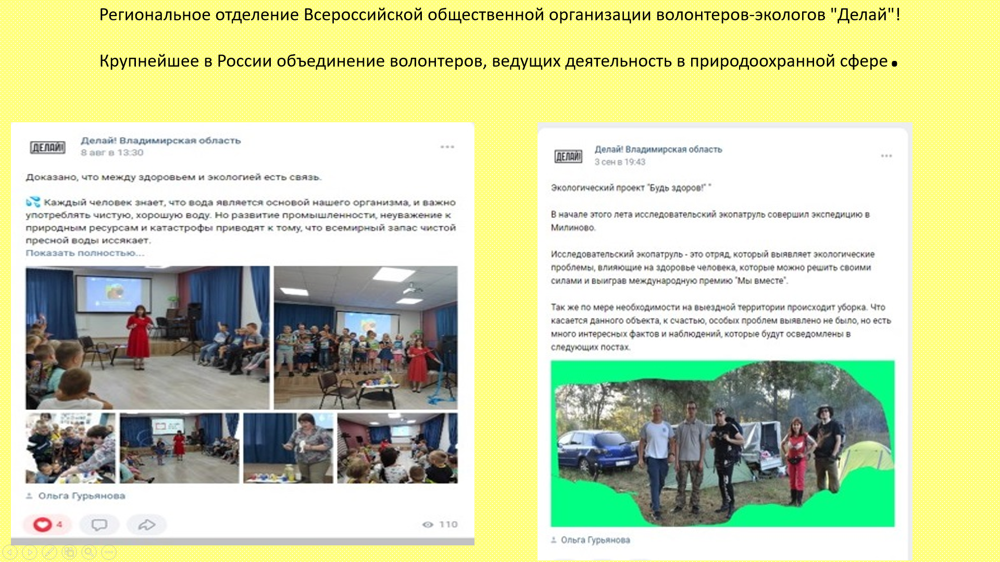 Региональное отделение Всероссийской общественной организации волонтеров-экологов "Делай"!
Крупнейшее в России объединение волонтеров, ведущих деятельность в природоохранной сфере.
ДЕЛАЙ!
Делай! Владимирская область
8 авг в 13:30
Доказано, что между здоровьем и экологией есть связь.
💦 Каждый человек знает, что вода является основой нашего организма, и важно
употреблять чистую, хорошую воду. Но развитие промышленности, неуважение к
природным ресурсам и катастрофы приводят к тому, что всемирный запас чистой
пресной воды иссякает.
Показать полностью...
Ольга Гурьянова
4
110
ДЕЛАЙ!
Делай! Владимирская область
3 сен в 19:43
Экологический проект "Будь здоров!" "
В начале этого лета исследовательский экопатруль совершил экспедицию в
Милиново.
Исследовательский экопатруль - это отряд, который выявляет экологические
проблемы, влияющие на здоровье человека, которые можно решить своими
силами и выиграв международную премию "Мы вместе".
Так же по мере необходимости на выездной территории происходит уборка. Что
касается данного объекта, к счастью, особых проблем выявлено не было, но есть
много интересных фактов и наблюдений, которые будут осведомлены в
следующих постах.
Ольга Гурьянова